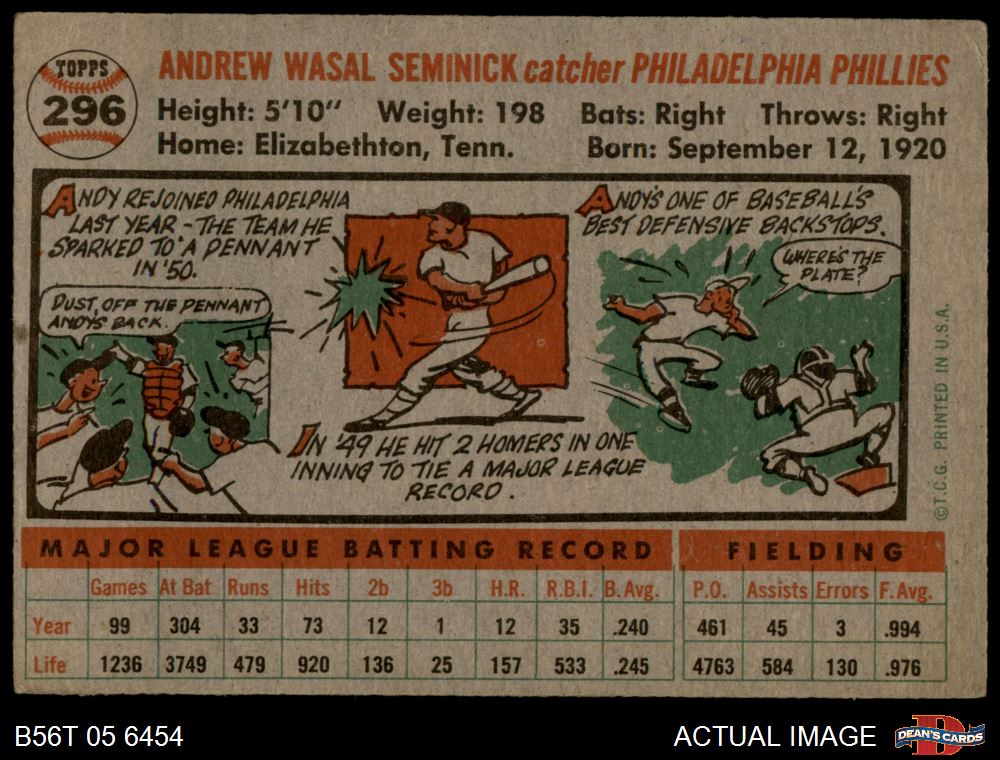 TOPPS
296
ANDREW WASAL SEMINICK catcher PHILADELPHIA PHILLIES
Height: 5'10" Weight: 198 Bats: Right Throws: Right
Home: Elizabethton, Tenn. Born: September 12, 1920
ANDY REJOINED PHILADELPHIA
LAST YEAR - THE TEAM HE
SPARKED TO A PENNANT
IN '50.
DUST OFF THE PENNANT
ANDY'S BACK.
IN '49 HE HIT 2 HOMERS IN ONE
INNING TO TIE A MAJOR LEAGUE
RECORD.
ANDY'S ONE OF BASEBALL'S
BEST DEFENSIVE BACKSTOPS.
WHERE'S THE
PLATE?
©T.C.G. PRINTED IN U.S.A.
MAJOR LEAGUE BATTING RECORD FIELDING
Games At Bat Runs Hits 2b 3b H.R. R.B.I. B. Avg. P.O. Assists Errors F. Avg.
Year 99 304 33 73 12 1 12 35 .240 461 45 3 .994
Life 1236 3749 479 920 136 25 157 533 .245 4763 584 130 .976
B56T 05 6454 ACTUAL IMAGE DEAN'S CARDS